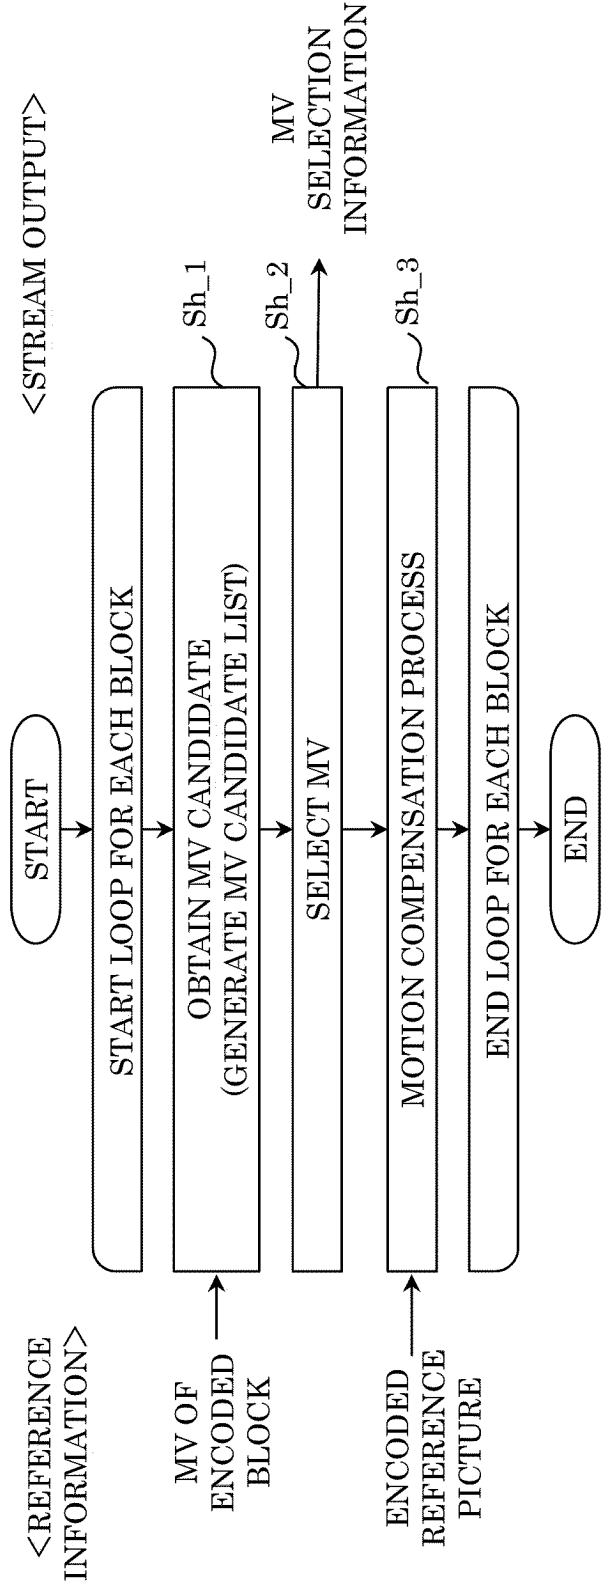 <REFERENCE
INFORMATION>
<STREAM OUTPUT>
START
START LOOP FOR EACH BLOCK
MV OF
ENCODED
BLOCK
OBTAIN MV CANDIDATE
(GENERATE MV CANDIDATE LIST)
Sh_1
SELECT MV
Sh_2
MV
SELECTION
INFORMATION
ENCODED
REFERENCE
PICTURE
MOTION COMPENSATION PROCESS
Sh_3
END LOOP FOR EACH BLOCK
END